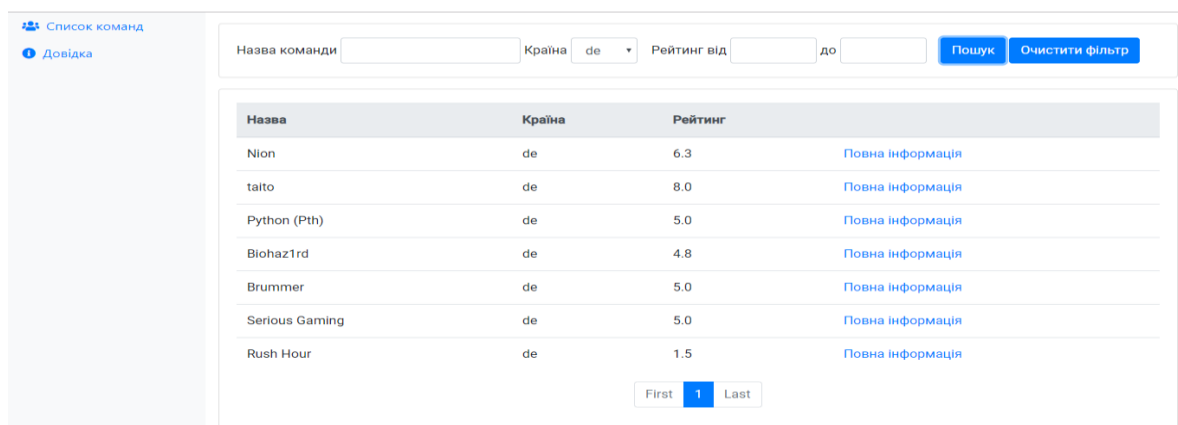 Список команд
Довідка
Назва команди Країна de Рейтинг від до Пошук Очистити фільтр
Назва Країна Рейтинг
Nion de 6.3 Повна інформація
taito de 8.0 Повна інформація
Python (Pth) de 5.0 Повна інформація
Biohaz1rd de 4.8 Повна інформація
Brummer de 5.0 Повна інформація
Serious Gaming de 5.0 Повна інформація
Rush Hour de 1.5 Повна інформація
First 1 Last